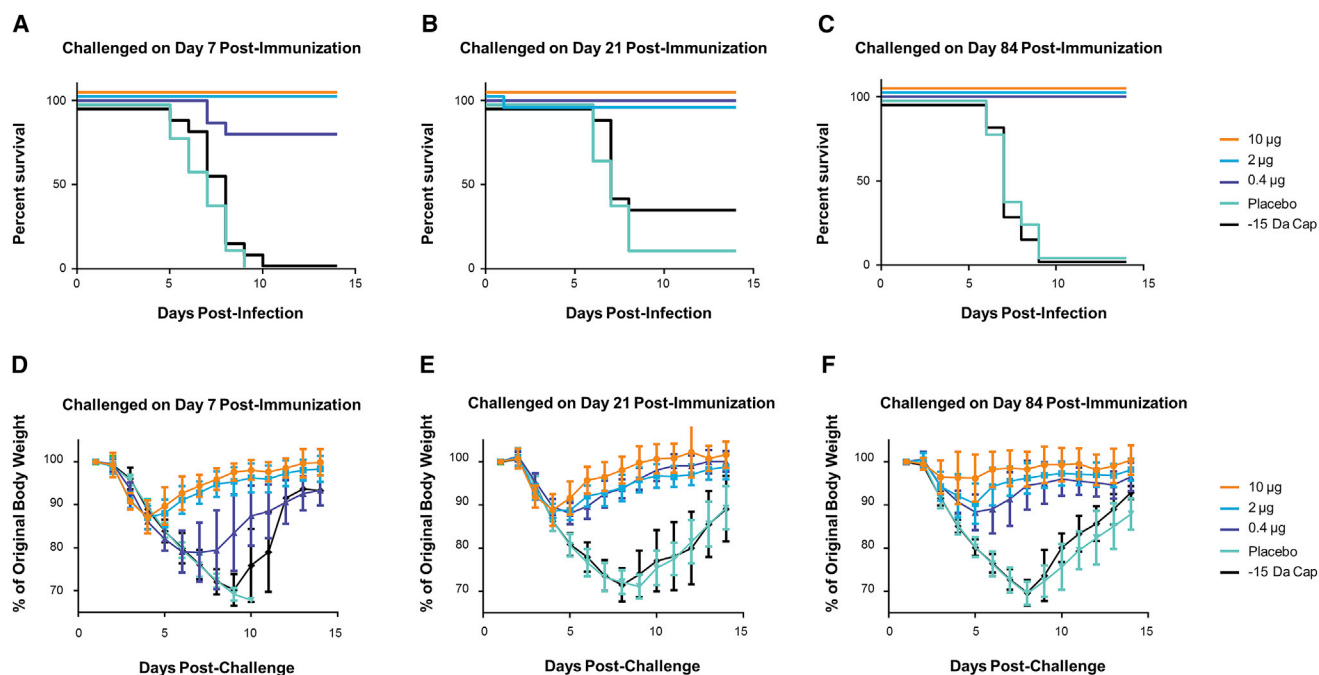 A
Challenged on Day 7 Post-Immunization
Percent survival
100
50
0
0 5 10 15
Days Post-Infection
B
Challenged on Day 21 Post-Immunization
Percent survival
100
50
0
0 5 10 15
Days Post-Infection
C
Challenged on Day 84 Post-Immunization
Percent survival
100
50
0
0 5 10 15
Days Post-Infection
10 µg
2 µg
0.4 µg
Placebo
-15 Da Cap
D
Challenged on Day 7 Post-Immunization
% of Original Body Weight
100
90
80
70
0 5 10 15
Days Post-Challenge
E
Challenged on Day 21 Post-Immunization
% of Original Body Weight
100
90
80
70
0 5 10 15
Days Post-Challenge
F
Challenged on Day 84 Post-Immunization
% of Original Body Weight
100
90
80
70
0 5 10 15
Days Post-Challenge
10 µg
2 µg
0.4 µg
Placebo
-15 Da Cap